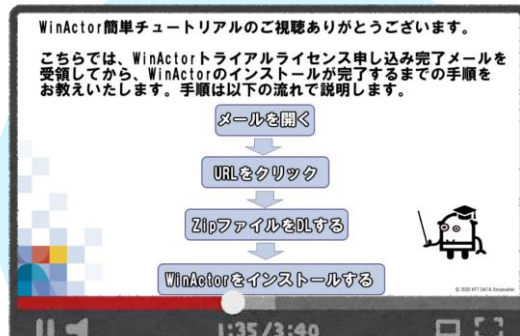 WinActor簡単チュートリアルのご視聴ありがとうございます。
こちらでは、WinActorトライアルライセンス申し込み完了メールを
受領してから、WinActorのインストールが完了するまでの手順を
お教えいたします。手順は以下の流れで説明します。
メールを開く
URLをクリック
ZipファイルをDLする
WinActorをインストールする
© 2020 NTT DATA Corporation
1:35/3:40